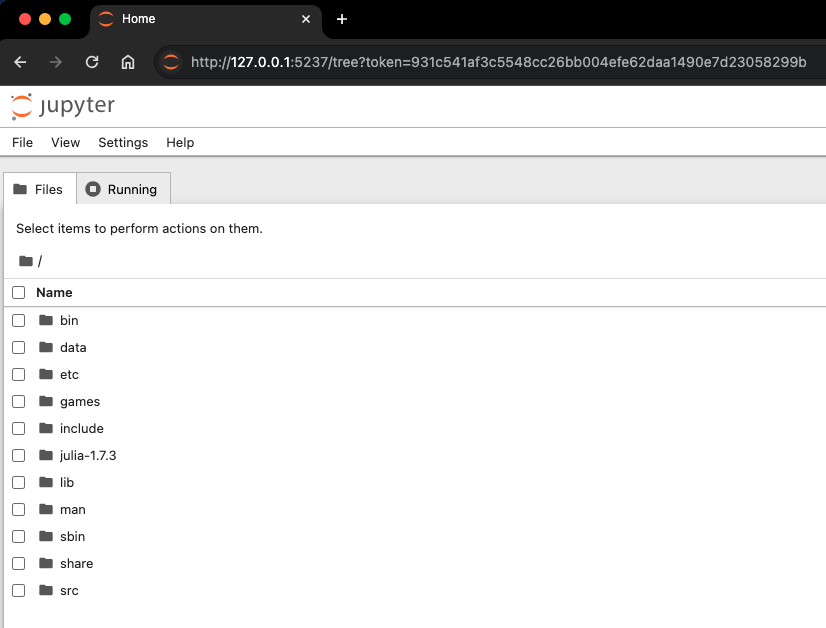 Home
http://127.0.0.1:5237/tree?token=931c541af3c5548cc26bb004efe62daa1490e7d23058299b
jupyter
File View Settings Help
Files Running
Select items to perform actions on them.
/
Name
bin
data
etc
games
include
julia-1.7.3
lib
man
sbin
share
src